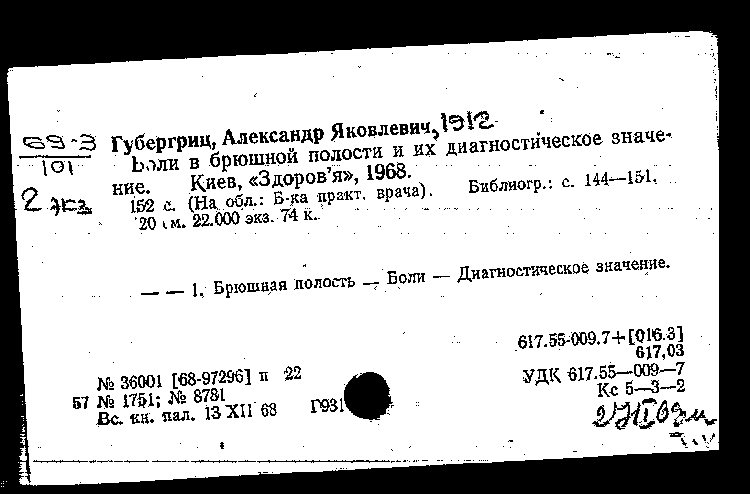 69-3
101
2 экз
Губергриц, Александр Яковлевич, 1912
Боли в брюшной полости и их диагностическое значе-
ние. Киев, «Здоров'я», 1968.
152 с. (На обл.: Б-ка практ. врача). Библиогр.: с. 144—151.
20 см. 22.000 экз. 74 к.
— — 1. Брюшная полость — Боли — Диагностическое значение.
617.55-009.7+[016.3]
617,03
№ 36001 [68-97296] п 22
УДК 617.55—009—7
57 № 1751; № 8781
Кс 5—3—2
Вс. кн. пал. 13 XII 68 Г931